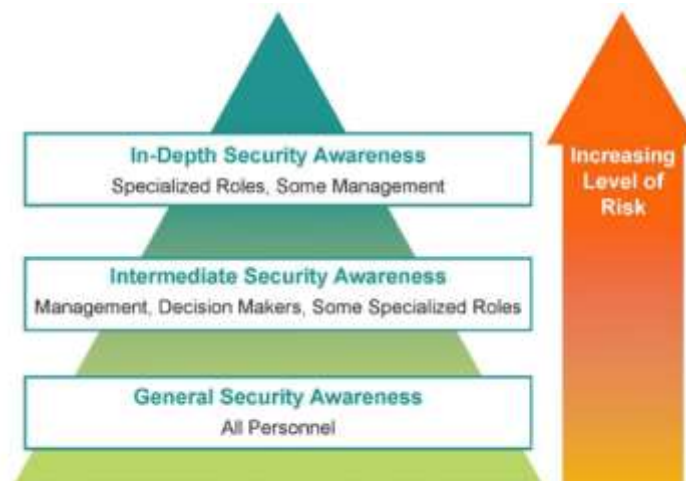 In-Depth Security Awareness
Specialized Roles, Some Management
Increasing
Level of
Risk
Intermediate Security Awareness
Management, Decision Makers, Some Specialized Roles
General Security Awareness
All Personnel